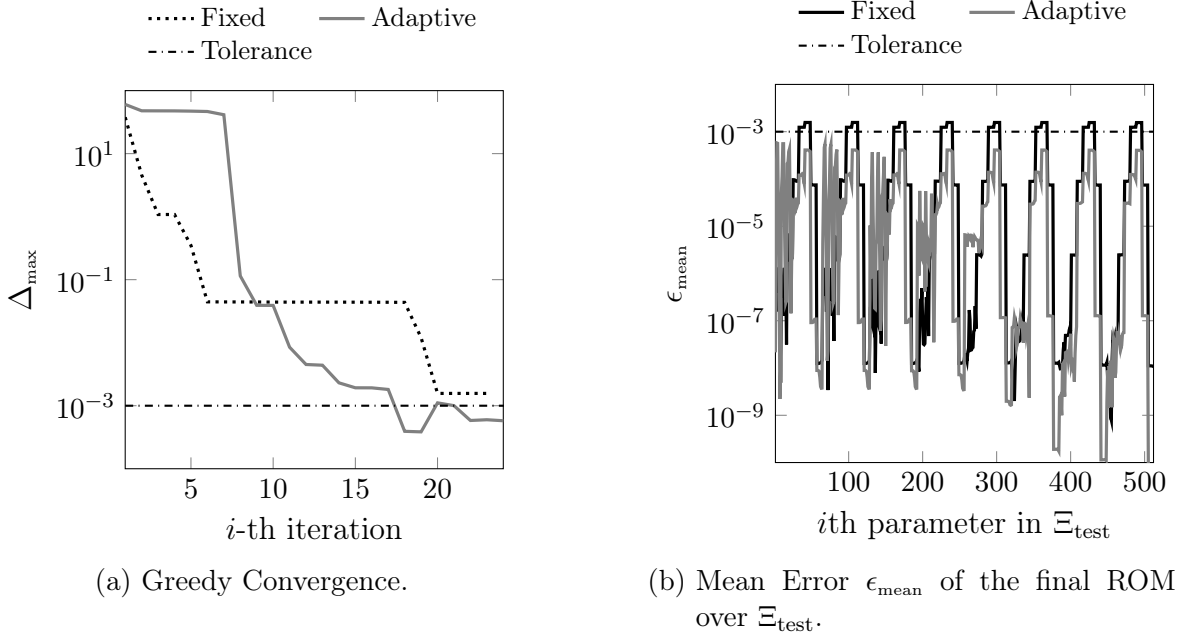 Fixed Adaptive
Tolerance
10^1
10^{-1}
10^{-3}
Δ_max
5 10 15 20
i-th iteration
(a) Greedy Convergence.
Fixed Adaptive
Tolerance
10^{-3}
10^{-5}
10^{-7}
10^{-9}
ϵ_mean
100 200 300 400 500
ith parameter in Ξ_test
(b) Mean Error ϵ_mean of the final ROM
over Ξ_test.